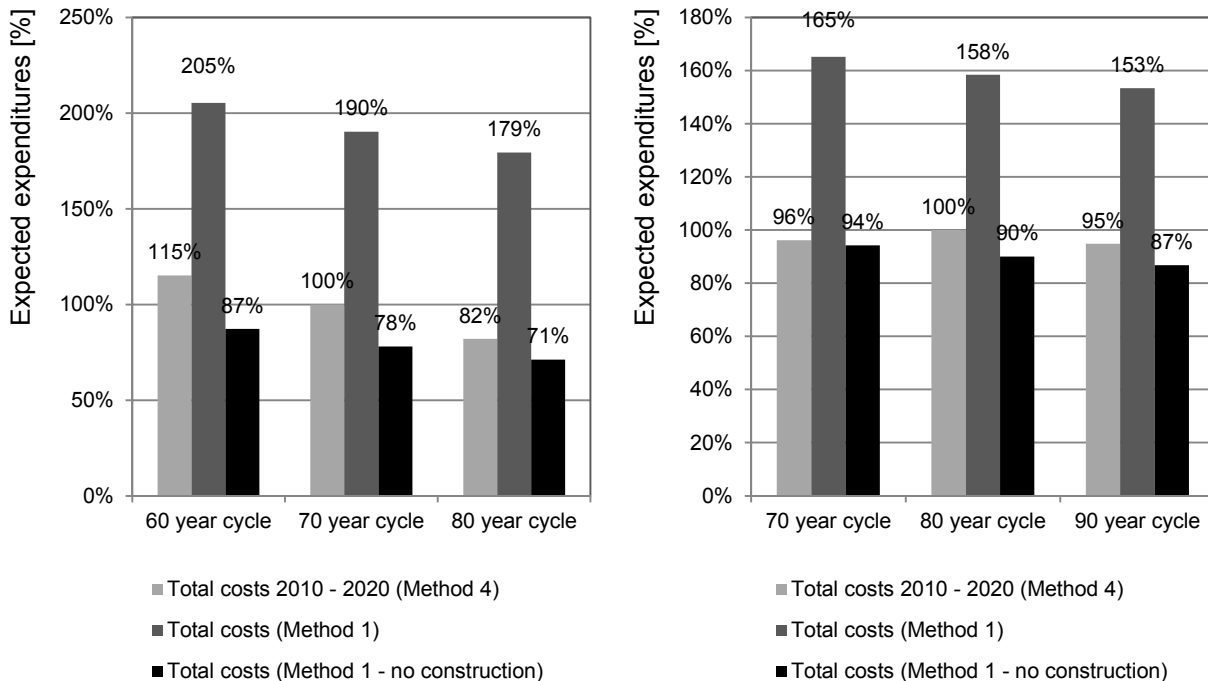 Expected expenditures [%]
250%
200%
150%
100%
50%
0%
205%
190%
179%
115%
100%
82%
87%
78%
71%
60 year cycle
70 year cycle
80 year cycle
Total costs 2010 - 2020 (Method 4)
Total costs (Method 1)
Total costs (Method 1 - no construction)
Expected expenditures [%]
180%
160%
140%
120%
100%
80%
60%
40%
20%
0%
165%
158%
153%
96%
94%
100%
90%
95%
87%
70 year cycle
80 year cycle
90 year cycle
Total costs 2010 - 2020 (Method 4)
Total costs (Method 1)
Total costs (Method 1 - no construction)